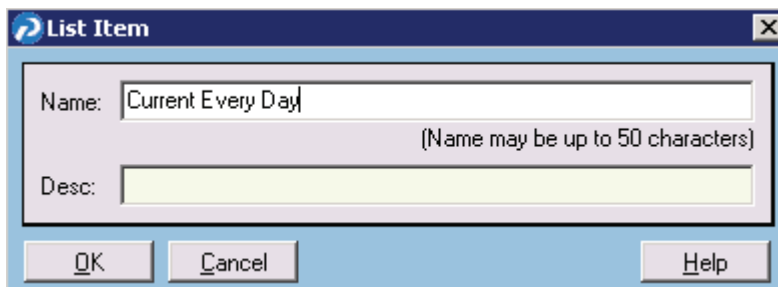 List Item
Name: Current Every Day
(Name may be up to 50 characters)
Desc:
OK Cancel Help